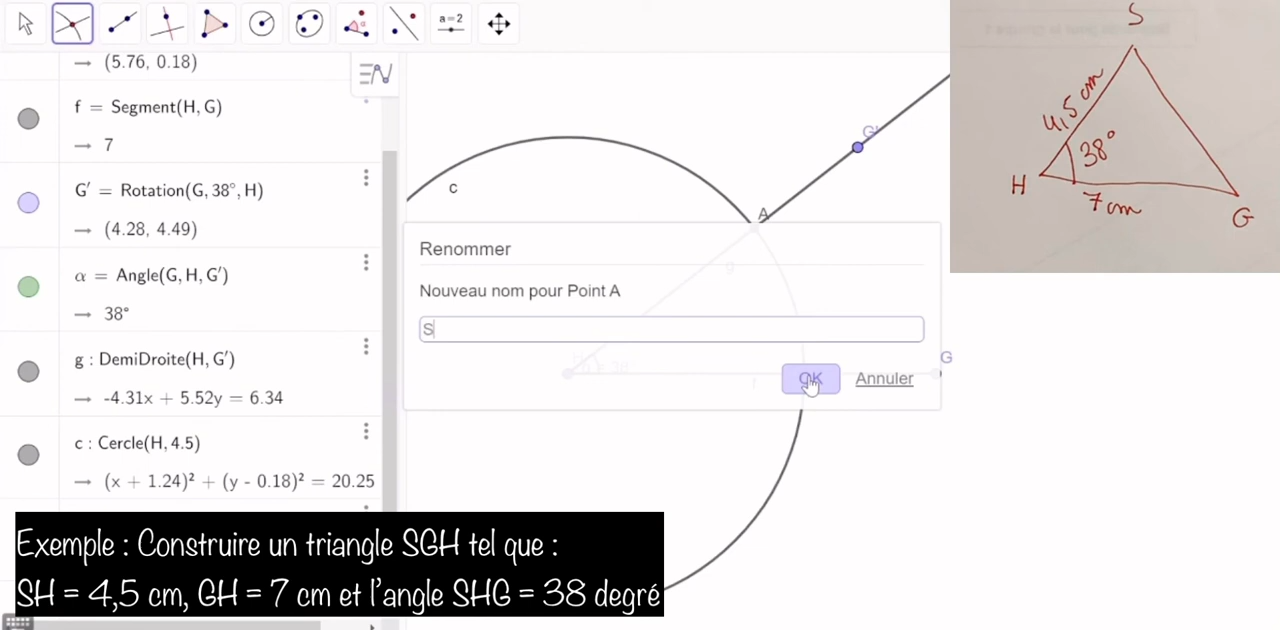 a = 2
→ (5.76, 0.18)
f = Segment(H, G)
→ 7
G′ = Rotation(G, 38°, H)
→ (4.28, 4.49)
α = Angle(G, H, G′)
→ 38°
g : DemiDroite(H, G′)
→ -4.31x + 5.52y = 6.34
c : Cercle(H, 4.5)
→ (x + 1.24)² + (y - 0.18)² = 20.25
c
G'
A
g
Renommer
Nouveau nom pour Point A
S
OK
Annuler
f
G
S
4,5 cm
38°
H
7 cm
G
Exemple : Construire un triangle SGH tel que :
SH = 4,5 cm, GH = 7 cm et l'angle SHG = 38 degré